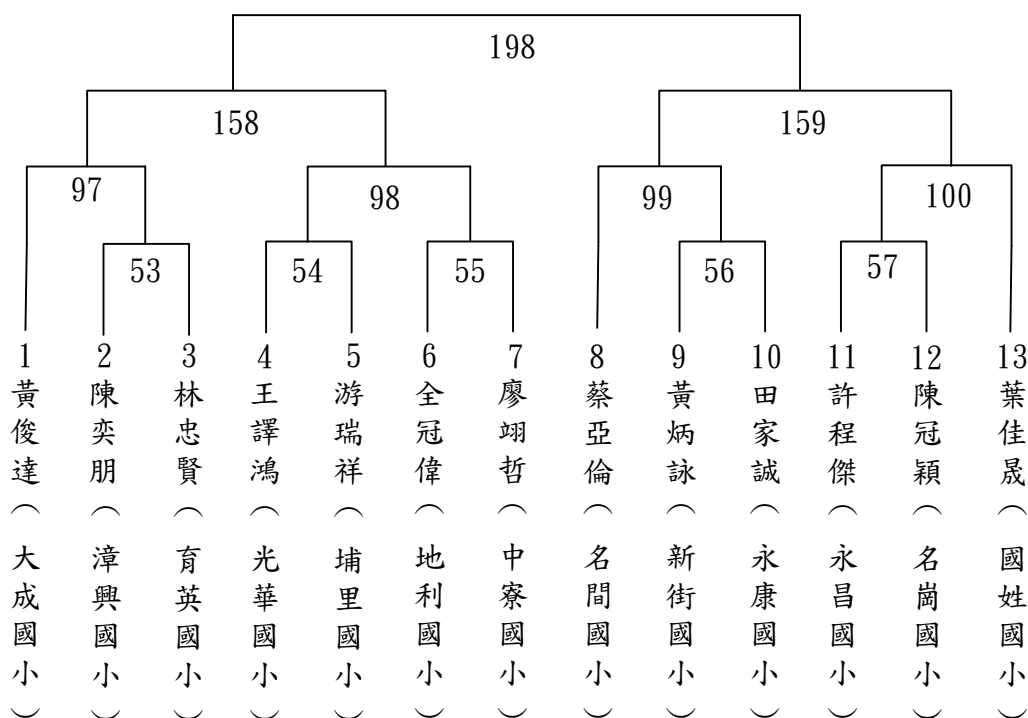 198
158
159
97
98
99
100
53
54
55
56
57
1 黃俊達（大成國小）
2 陳奕朋（漳興國小）
3 林忠賢（育英國小）
4 王譯鴻（光華國小）
5 游瑞祥（埔里國小）
6 全冠偉（地利國小）
7 廖翊哲（中寮國小）
8 蔡亞倫（名間國小）
9 黃炳詠（新街國小）
10 田家誠（永康國小）
11 許程傑（永昌國小）
12 陳冠穎（名崗國小）
13 葉佳晟（國姓國小）